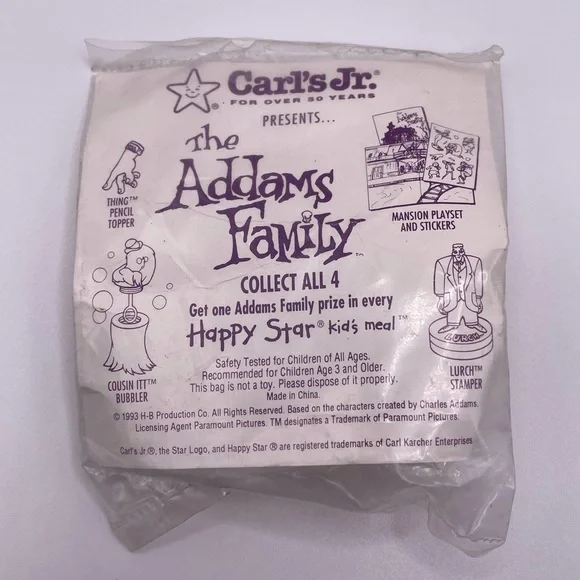 Carl's Jr.®
FOR OVER 50 YEARS
PRESENTS...
The
Addams
Family™
THING™
PENCIL
TOPPER
Addams
Family
MANSION PLAYSET
AND STICKERS
COLLECT ALL 4
Get one Addams Family prize in every
Happy Star® kid's meal™
COUSIN ITT™
BUBBLER
LURCH
LURCH™
STAMPER
Safety Tested for Children of All Ages.
Recommended for Children Age 3 and Older.
This bag is not a toy. Please dispose of it properly.
Made in China.
© 1993 H-B Production Co. All Rights Reserved. Based on the characters created by Charles Addams.
Licensing Agent Paramount Pictures. TM designates a Trademark of Paramount Pictures.
Carl's Jr.®, the Star Logo, and Happy Star ® are registered trademarks of Carl Karcher Enterprises